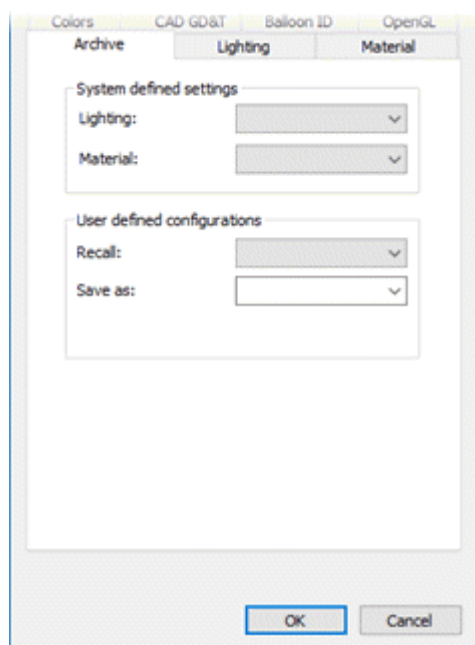 Colors CAD GD&T Balloon ID OpenGL
Archive Lighting Material
System defined settings
Lighting:
Material:
User defined configurations
Recall:
Save as:
OK Cancel